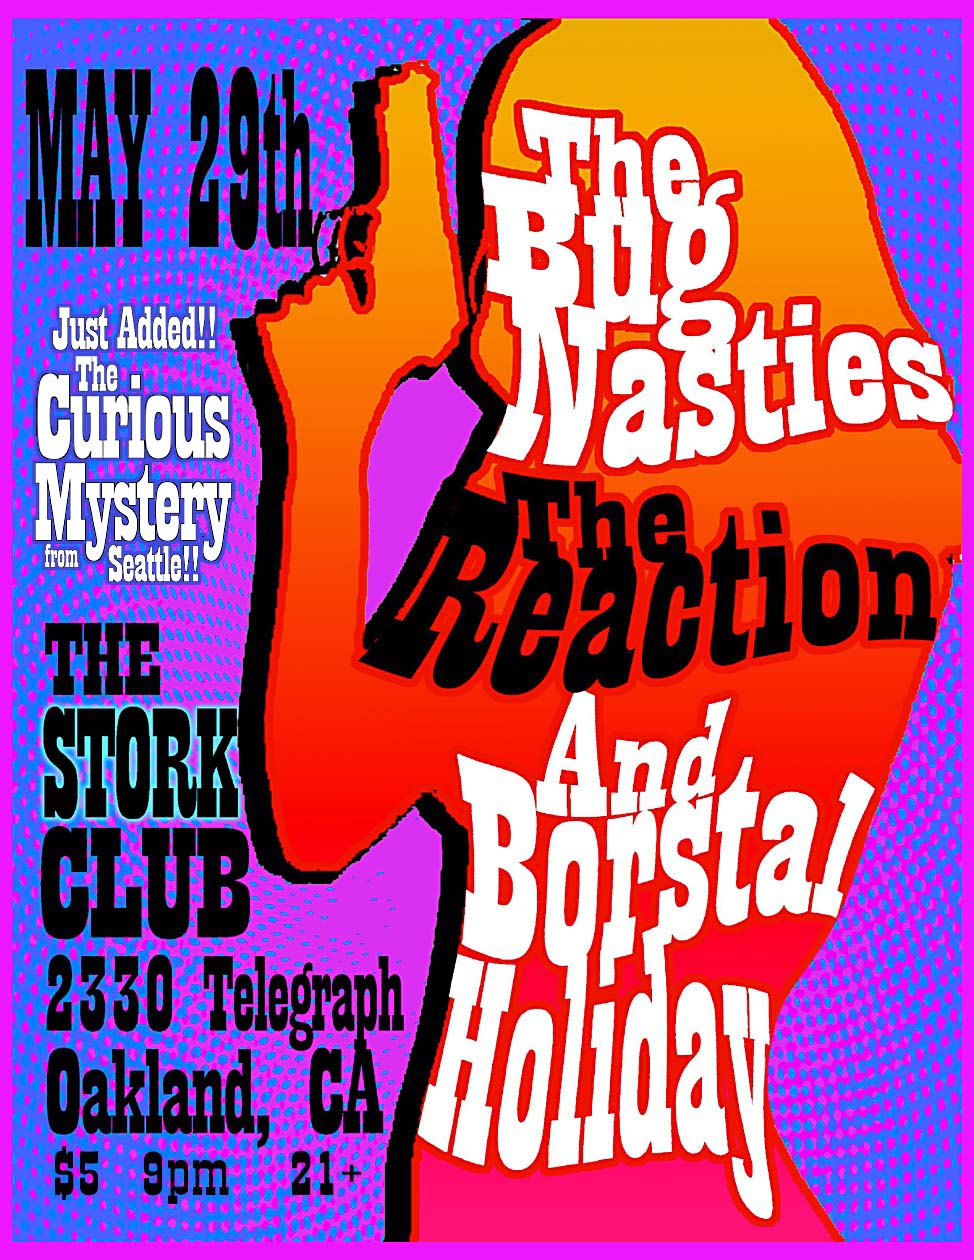 MAY 29th
Just Added!!
The
Curious
Mystery
from Seattle!!
THE
STORK
CLUB
2330 Telegraph
Oakland, CA
$5 9pm 21+
The
Bug
Nasties
The
Reaction
And
Borstal
Holiday